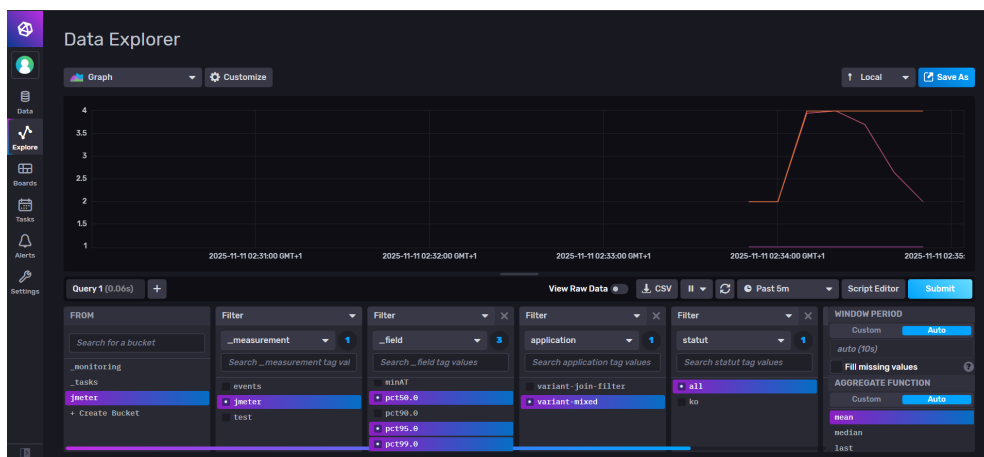 Data Explorer
Graph
Customize
Local
Save As
Data
Explore
Boards
Tasks
Alerts
Settings
4
3.5
3
2.5
2
1.5
1
2025-11-11 02:31:00 GMT+1
2025-11-11 02:32:00 GMT+1
2025-11-11 02:33:00 GMT+1
2025-11-11 02:34:00 GMT+1
2025-11-11 02:35:
Query 1 (0.06s)
+
View Raw Data
CSV
Past 5m
Script Editor
Submit
FROM
Search for a bucket
_monitoring
_tasks
jmeter
+ Create Bucket
Filter
_measurement
1
Search _measurement tag val
events
jmeter
test
Filter
_field
3
Search _field tag values
minAT
pct50.0
pct90.0
pct95.0
pct99.0
Filter
application
1
Search application tag values
variant-join-filter
variant-mixed
Filter
statut
1
Search statut tag values
all
ko
WINDOW PERIOD
Custom
Auto
auto (10s)
Fill missing values
?
AGGREGATE FUNCTION
Custom
Auto
mean
median
last